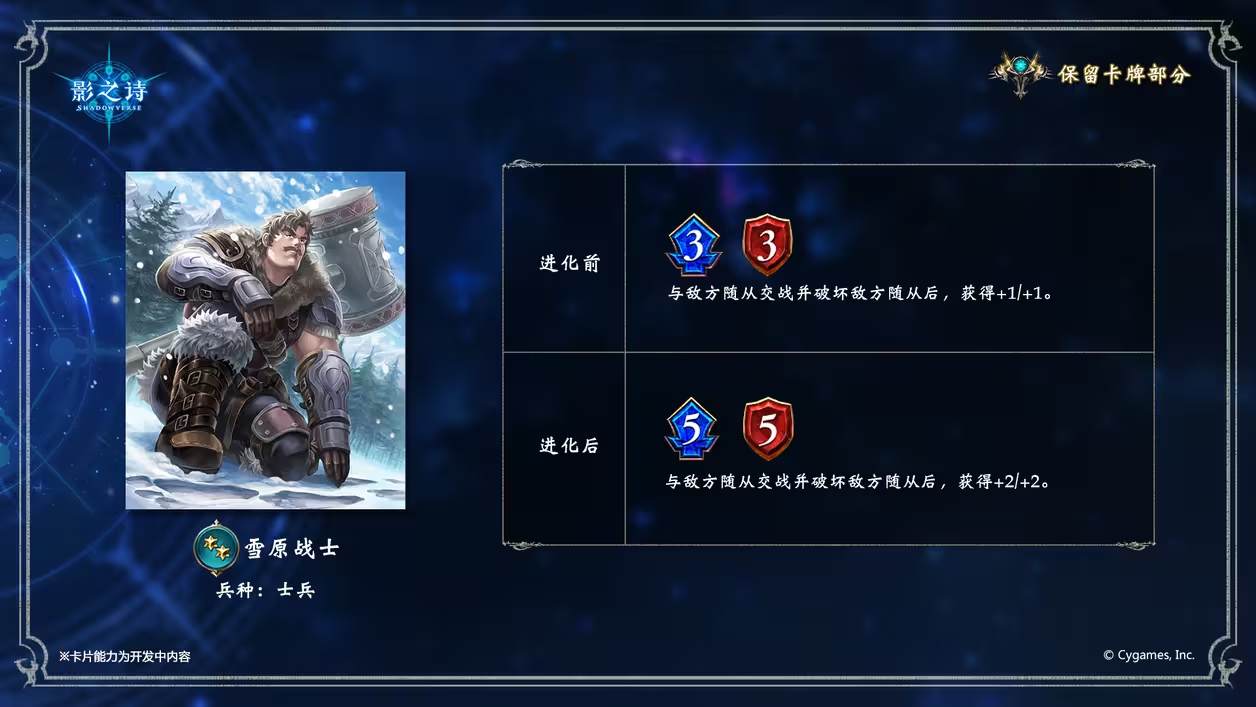 影之诗
SHADOWVERSE
保留卡牌部分
进化前
3 3
与敌方随从交战并破坏敌方随从后，获得+1/+1。
进化后
5 5
与敌方随从交战并破坏敌方随从后，获得+2/+2。
雪原战士
兵种：士兵
※卡片能力为开发中内容
© Cygames, Inc.